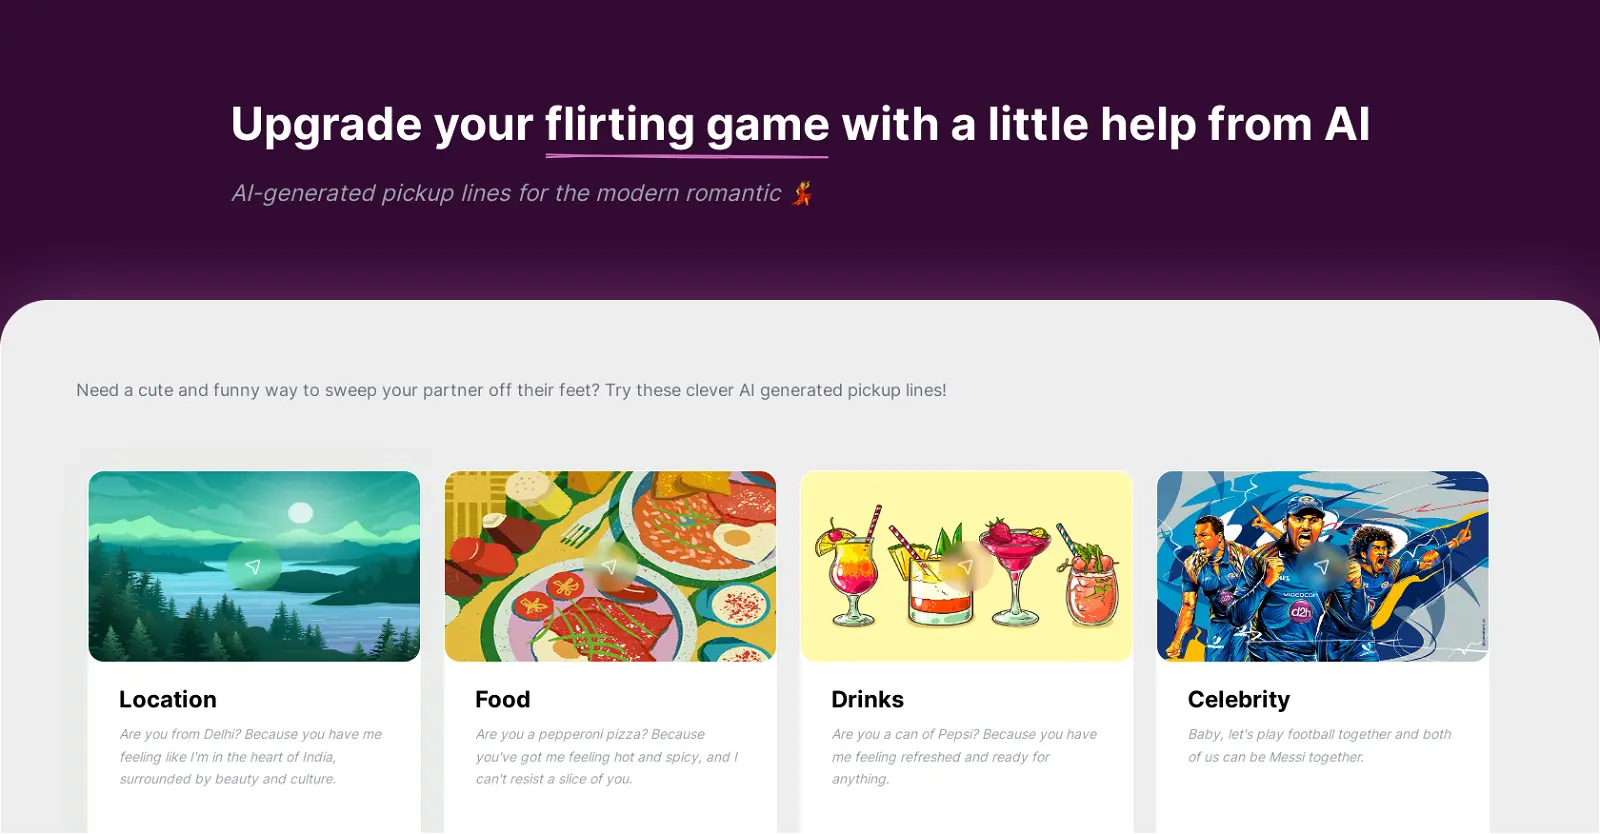 Upgrade your flirting game with a little help from AI
AI-generated pickup lines for the modern romantic
Need a cute and funny way to sweep your partner off their feet? Try these clever AI generated pickup lines!
VIDEOCON
d2h
Location
Are you from Delhi? Because you have me
feeling like I'm in the heart of India,
surrounded by beauty and culture.
Food
Are you a pepperoni pizza? Because
you've got me feeling hot and spicy, and I
can't resist a slice of you.
Drinks
Are you a can of Pepsi? Because you have
me feeling refreshed and ready for
anything.
Celebrity
Baby, let's play football together and both
of us can be Messi together.